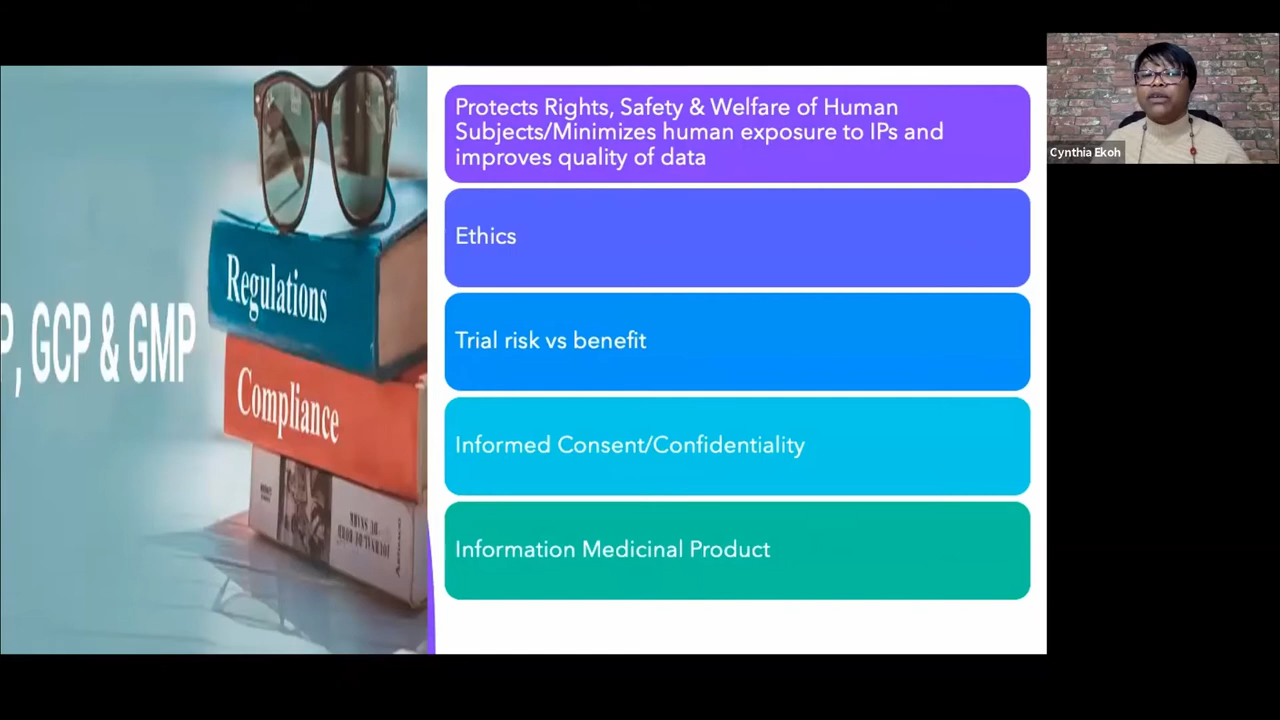 P, GCP & GMP
Regulations
Compliance
Protects Rights, Safety & Welfare of Human
Subjects/Minimizes human exposure to IPs and
improves quality of data
Ethics
Trial risk vs benefit
Informed Consent/Confidentiality
Information Medicinal Product
Cynthia Ekoh